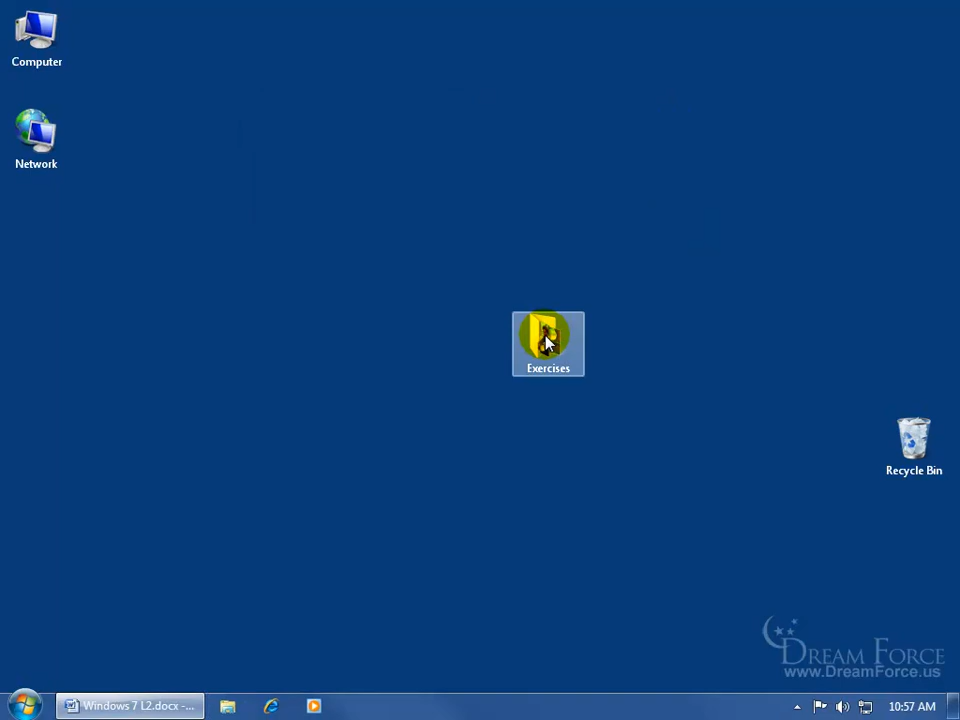 Computer
Network
Exercises
Recycle Bin
DREAM FORCE
www.DreamForce.us
Windows 7 L2.docx -...
10:57 AM